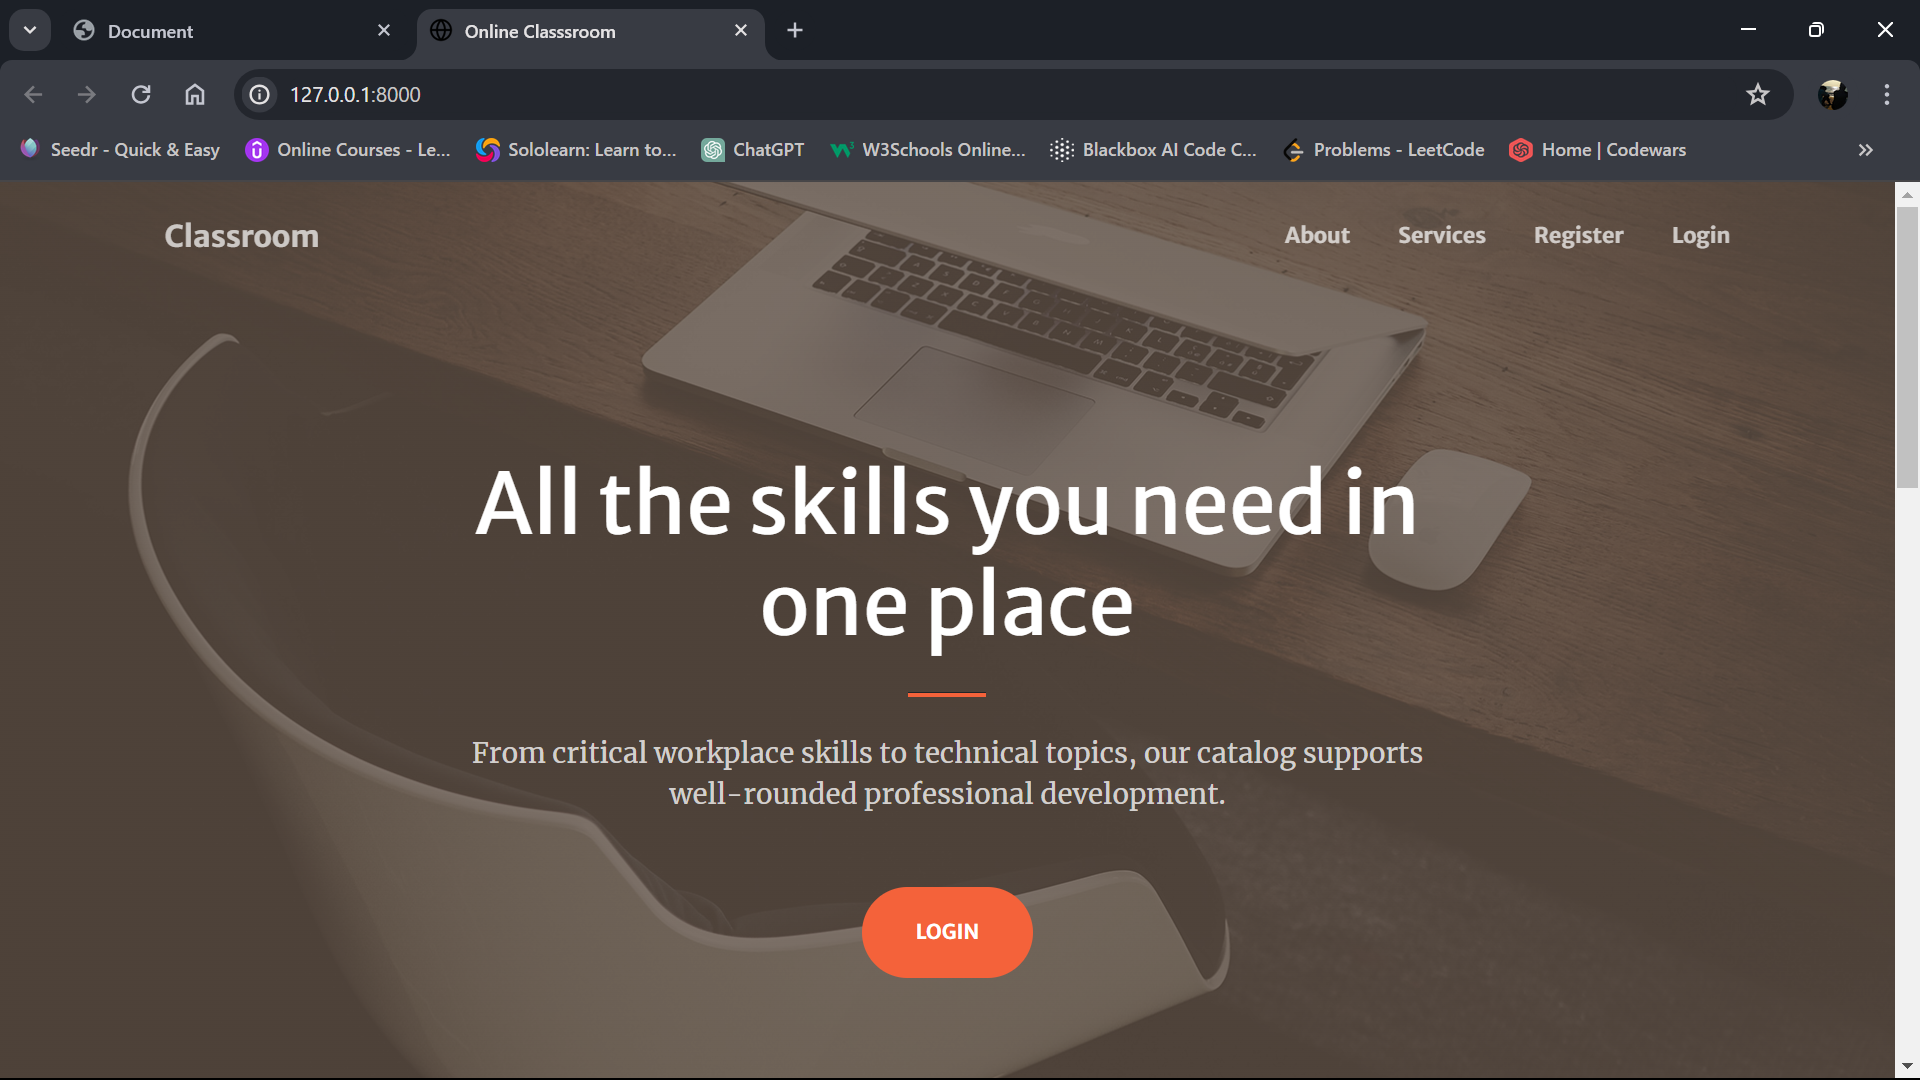 Document
Online Classsroom
127.0.0.1:8000
Seedr - Quick & Easy
Online Courses - Le...
Sololearn: Learn to...
ChatGPT
W3Schools Online...
Blackbox AI Code C...
Problems - LeetCode
Home | Codewars
Classroom
About
Services
Register
Login
All the skills you need in
one place
From critical workplace skills to technical topics, our catalog supports
well-rounded professional development.
LOGIN